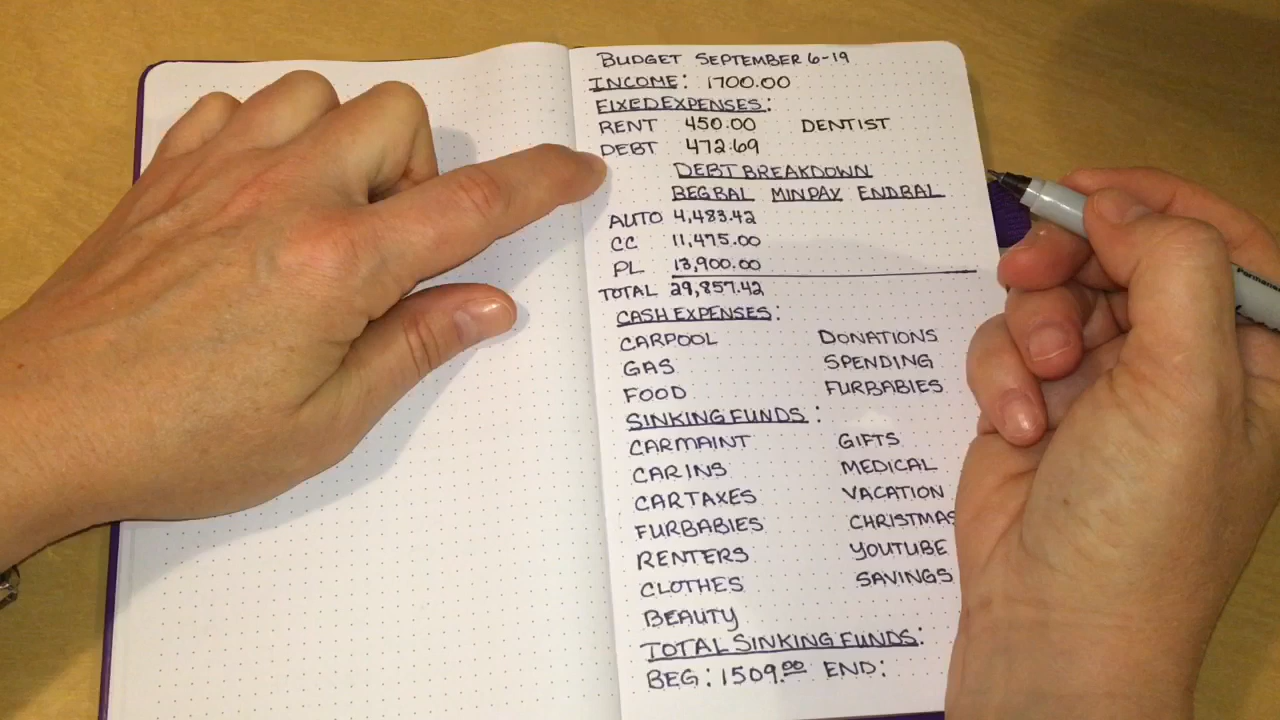 BUDGET SEPTEMBER 6-19
INCOME: 1700.00
FIXED EXPENSES:
RENT 450.00 DENTIST
DEBT 472.69
DEBT BREAKDOWN
BEG BAL MIN PAY END BAL
AUTO 4,483.42
CC 11,475.00
PL 13,900.00
TOTAL 29,857.42
CASH EXPENSES:
CARPOOL DONATIONS
GAS SPENDING
FOOD FURBABIES
SINKING FUNDS:
CAR MAINT GIFTS
CAR INS MEDICAL
CAR TAXES VACATION
FURBABIES CHRISTMAS
RENTERS YOUTUBE
CLOTHES SAVINGS
BEAUTY
TOTAL SINKING FUNDS:
BEG: 1509.00 END: